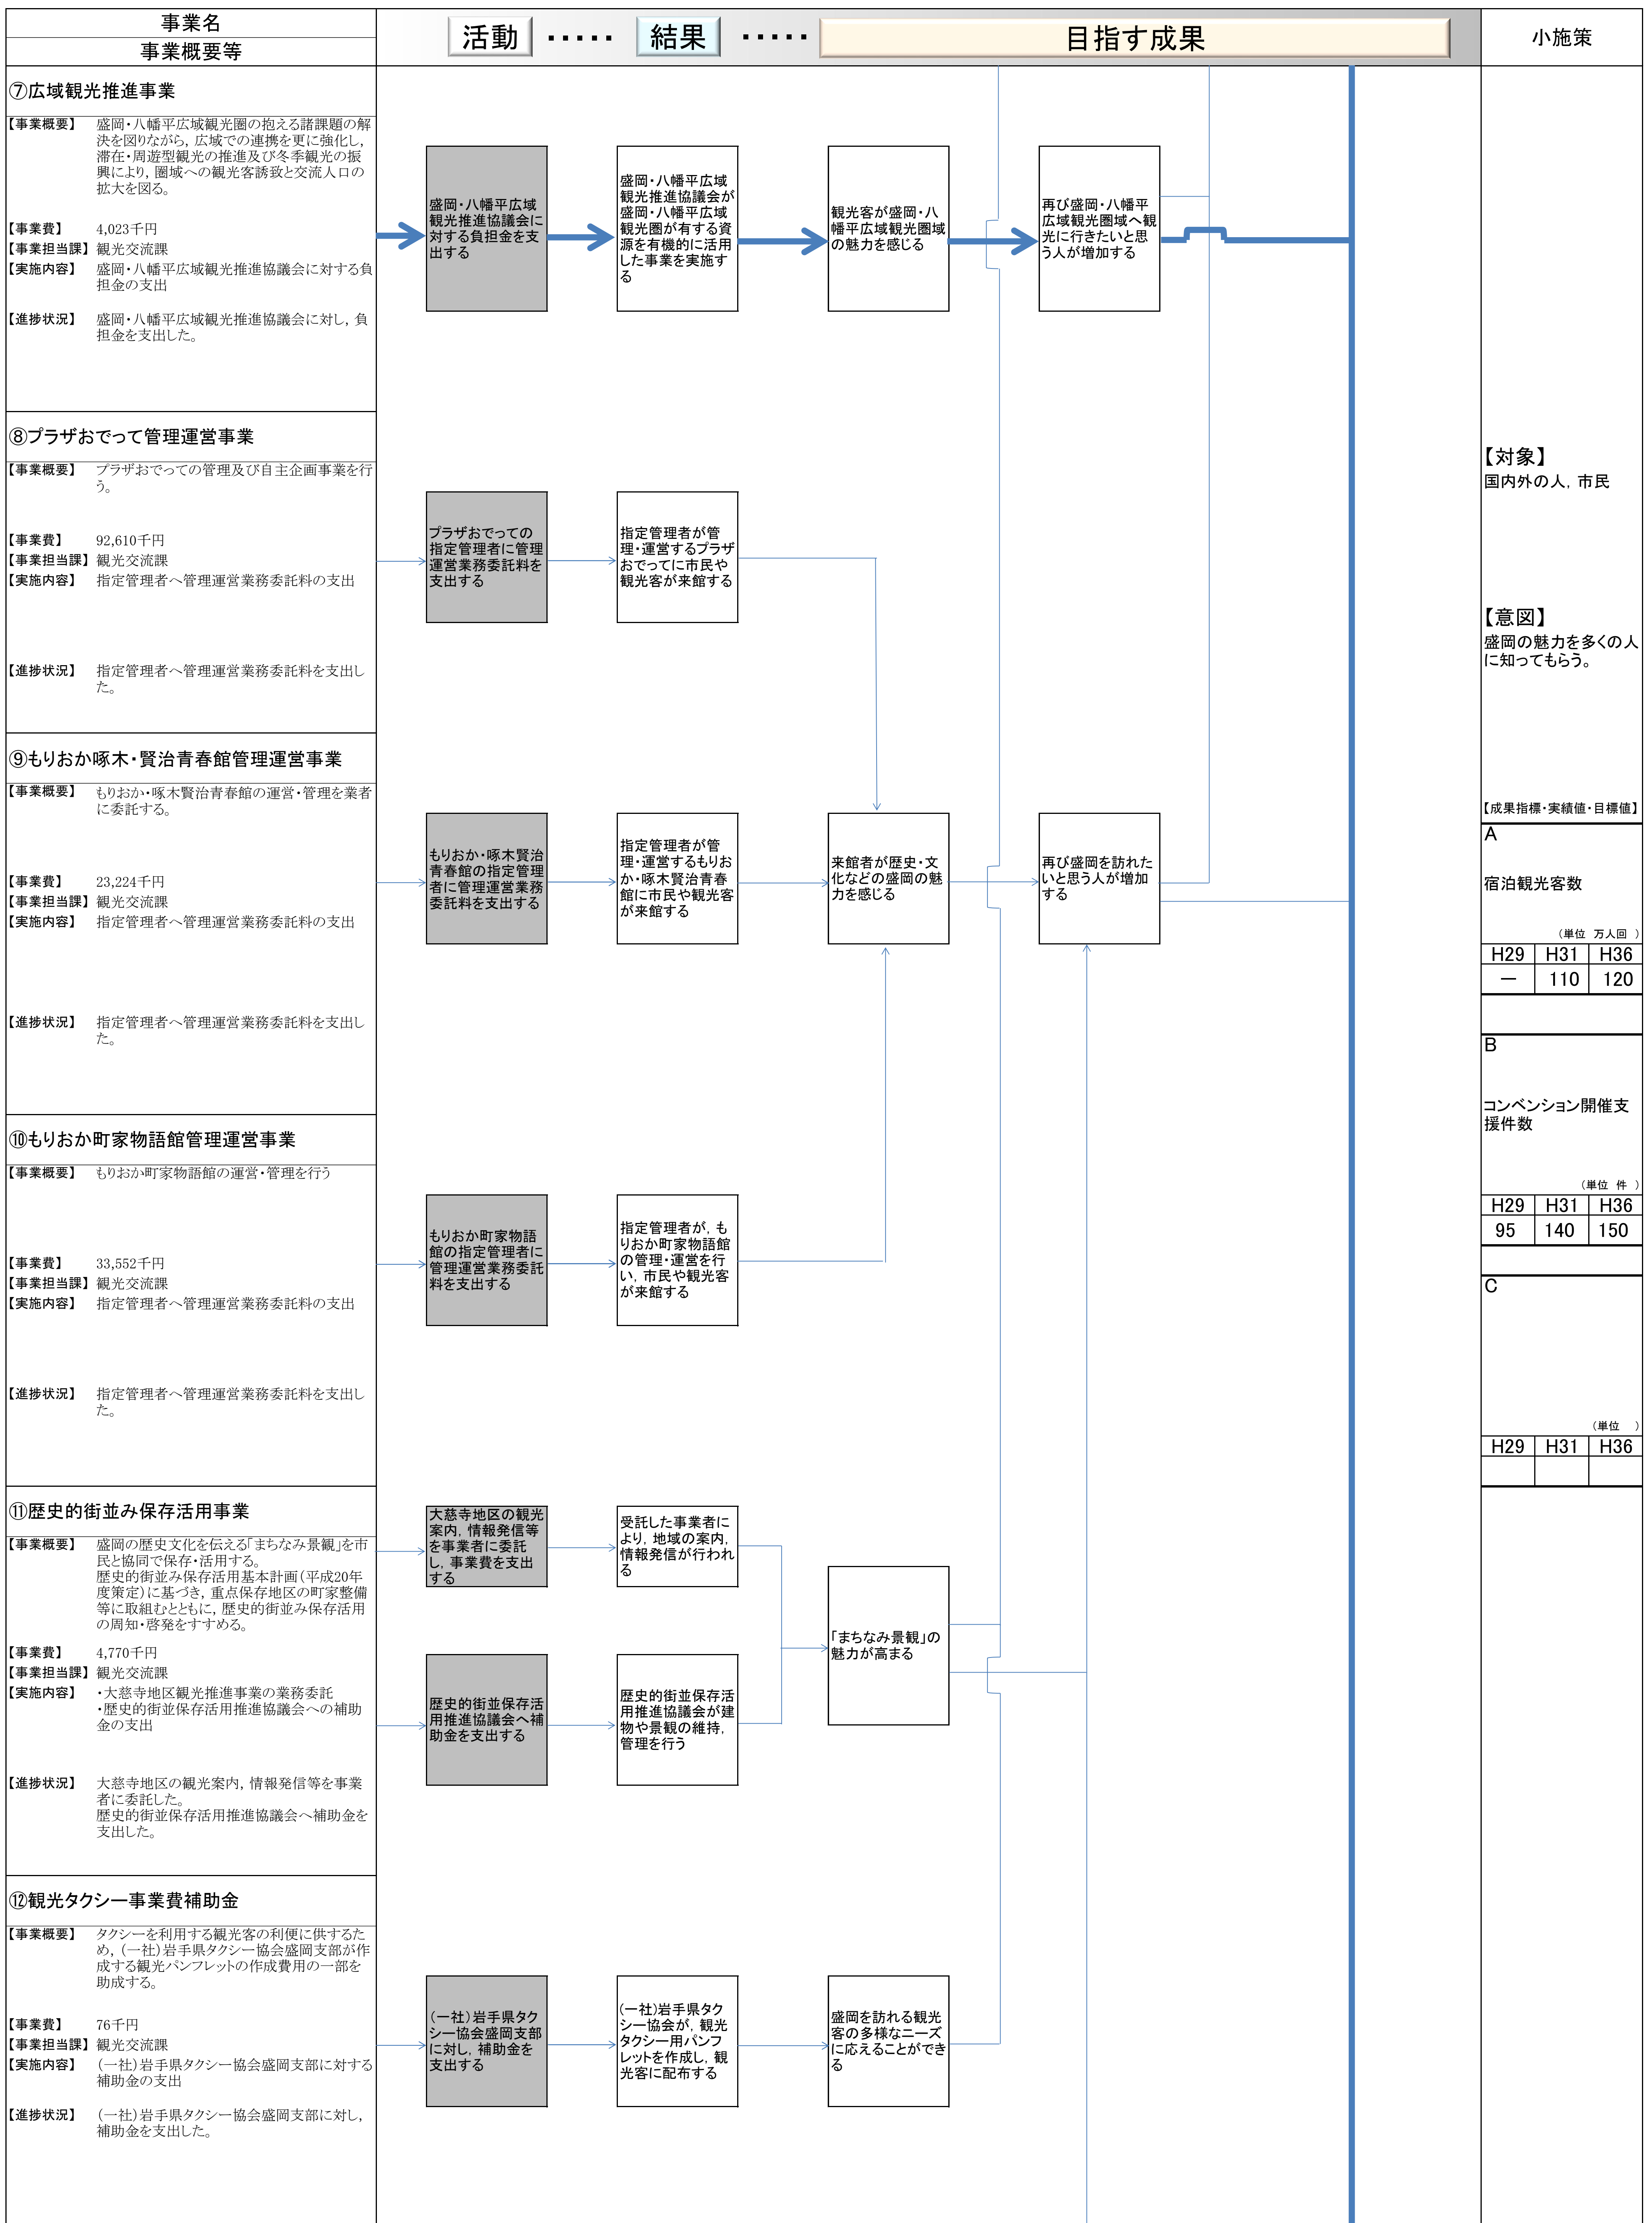 事業名
事業概要等
活動 ・・・・・ 結果 ・・・・・ 目指す成果
小施策
⑦広域観光推進事業
【事業概要】 盛岡・八幡平広域観光圏の抱える諸課題の解
決を図りながら，広域での連携を更に強化し，
滞在・周遊型観光の推進及び冬季観光の振
興により，圏域への観光客誘致と交流人口の
拡大を図る。
【事業費】 4,023千円
【事業担当課】 観光交流課
【実施内容】 盛岡・八幡平広域観光推進協議会に対する負
担金の支出
【進捗状況】 盛岡・八幡平広域観光推進協議会に対し，負
担金を支出した。
盛岡・八幡平広域
観光推進協議会に
対する負担金を支
出する
盛岡・八幡平広域
観光推進協議会が
盛岡・八幡平広域
観光圏が有する資
源を有機的に活用
した事業を実施す
る
観光客が盛岡・八
幡平広域観光圏域
の魅力を感じる
再び盛岡・八幡平
広域観光圏域へ観
光に行きたいと思
う人が増加する
⑧プラザおでって管理運営事業
【事業概要】 プラザおでっての管理及び自主企画事業を行
う。
【事業費】 92,610千円
【事業担当課】 観光交流課
【実施内容】 指定管理者へ管理運営業務委託料の支出
【進捗状況】 指定管理者へ管理運営業務委託料を支出し
た。
プラザおでっての
指定管理者に管理
運営業務委託料を
支出する
指定管理者が管
理・運営するプラザ
おでってに市民や
観光客が来館する
⑨もりおか啄木・賢治青春館管理運営事業
【事業概要】 もりおか・啄木賢治青春館の運営・管理を業者
に委託する。
【事業費】 23,224千円
【事業担当課】 観光交流課
【実施内容】 指定管理者へ管理運営業務委託料の支出
【進捗状況】 指定管理者へ管理運営業務委託料を支出し
た。
もりおか・啄木賢治
青春館の指定管理
者に管理運営業務
委託料を支出する
指定管理者が管
理・運営するもりお
か・啄木賢治青春
館に市民や観光客
が来館する
来館者が歴史・文
化などの盛岡の魅
力を感じる
再び盛岡を訪れた
いと思う人が増加
する
⑩もりおか町家物語館管理運営事業
【事業概要】 もりおか町家物語館の運営・管理を行う
【事業費】 33,552千円
【事業担当課】 観光交流課
【実施内容】 指定管理者へ管理運営業務委託料の支出
【進捗状況】 指定管理者へ管理運営業務委託料を支出し
た。
もりおか町家物語
館の指定管理者に
管理運営業務委託
料を支出する
指定管理者が，も
りおか町家物語館
の管理・運営を行
い，市民や観光客
が来館する
⑪歴史的街並み保存活用事業
【事業概要】 盛岡の歴史文化を伝える「まちなみ景観」を市
民と協同で保存・活用する。
歴史的街並み保存活用基本計画（平成20年
度策定）に基づき，重点保存地区の町家整備
等に取組むとともに，歴史的街並み保存活用
の周知・啓発をすすめる。
【事業費】 4,770千円
【事業担当課】 観光交流課
【実施内容】 ・大慈寺地区観光推進事業の業務委託
・歴史的街並保存活用推進協議会への補助
金の支出
【進捗状況】 大慈寺地区の観光案内，情報発信等を事業
者に委託した。
歴史的街並保存活用推進協議会へ補助金を
支出した。
大慈寺地区の観光
案内，情報発信等
を事業者に委託
し，事業費を支出
する
受託した事業者に
より，地域の案内，
情報発信が行われ
る
歴史的街並保存活
用推進協議会へ補
助金を支出する
歴史的街並保存活
用推進協議会が建
物や景観の維持，
管理を行う
「まちなみ景観」の
魅力が高まる
⑫観光タクシー事業費補助金
【事業概要】 タクシーを利用する観光客の利便に供するた
め，（一社）岩手県タクシー協会盛岡支部が作
成する観光パンフレットの作成費用の一部を
助成する。
【事業費】 76千円
【事業担当課】 観光交流課
【実施内容】 （一社）岩手県タクシー協会盛岡支部に対する
補助金の支出
【進捗状況】 （一社）岩手県タクシー協会盛岡支部に対し，
補助金を支出した。
（一社）岩手県タク
シー協会盛岡支部
に対し，補助金を
支出する
（一社）岩手県タク
シー協会が，観光
タクシー用パンフ
レットを作成し，観
光客に配布する
盛岡を訪れる観光
客の多様なニーズ
に応えることができ
る
【対象】
国内外の人，市民
【意図】
盛岡の魅力を多くの人
に知ってもらう。
【成果指標・実績値・目標値】
A
宿泊観光客数
（単位 万人回 ）
H29 H31 H36
－ 110 120
B
コンベンション開催支
援件数
（単位 件 ）
H29 H31 H36
95 140 150
C
（単位 ）
H29 H31 H36